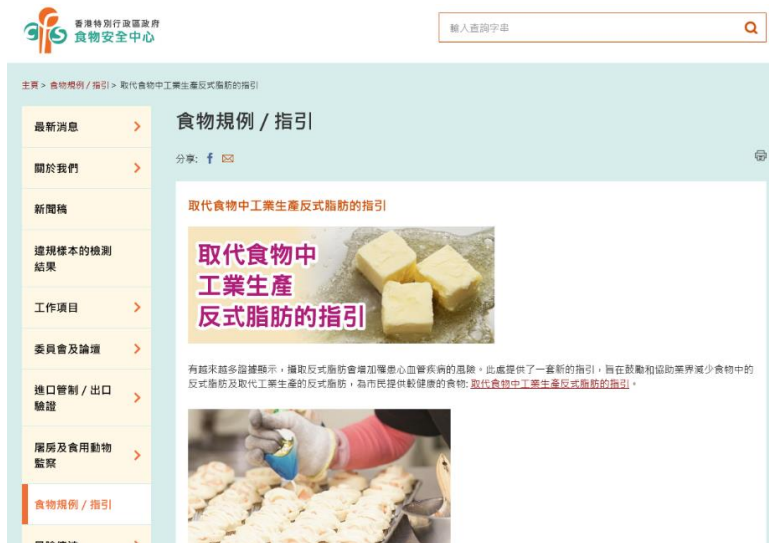 香港特別行政區政府
食物安全中心
輸入查詢字串
主頁 > 食物規例 / 指引 > 取代食物中工業生產反式脂肪的指引
最新消息
關於我們
新聞稿
違規樣本的檢測
結果
工作項目
委員會及論壇
進口管制 / 出口
驗證
屠房及食用動物
監察
食物規例 / 指引
食物規例 / 指引
分享:
取代食物中工業生產反式脂肪的指引
取代食物中
工業生產
反式脂肪的指引
有越來越多證據顯示，攝取反式脂肪會增加罹患心血管疾病的風險。此處提供了一套新的指引，旨在鼓勵和協助業界減少食物中的
反式脂肪及取代工業生產的反式脂肪，為市民提供較健康的食物: 取代食物中工業生產反式脂肪的指引。